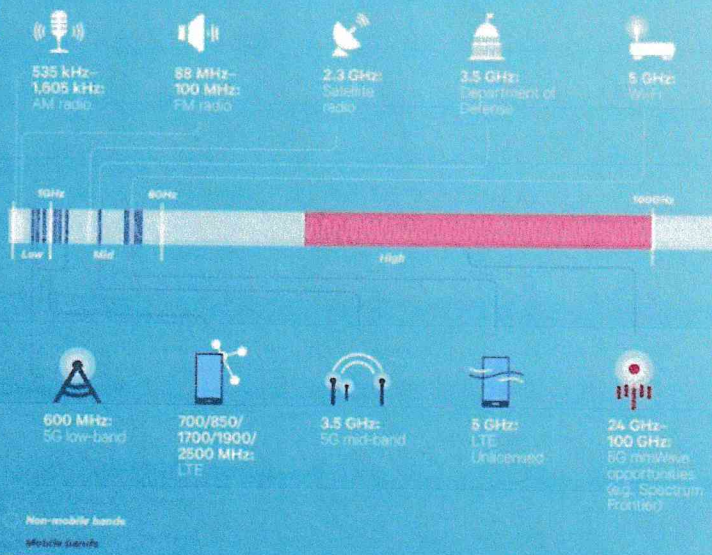 535 kHz–
1,605 kHz:
AM radio
88 MHz–
100 MHz:
FM radio
2.3 GHz:
Satellite
radio
3.5 GHz:
Department of
Defense
5 GHz:
Wi-Fi
1GHz
6GHz
100GHz
Low
Mid
High
600 MHz:
5G low-band
700/850/
1700/1900/
2500 MHz:
LTE
3.5 GHz:
5G mid-band
5 GHz:
LTE
Unlicensed
24 GHz–
100 GHz:
5G mmWave
opportunities
(e.g. Spectrum
Frontier)
Non-mobile bands
Mobile bands